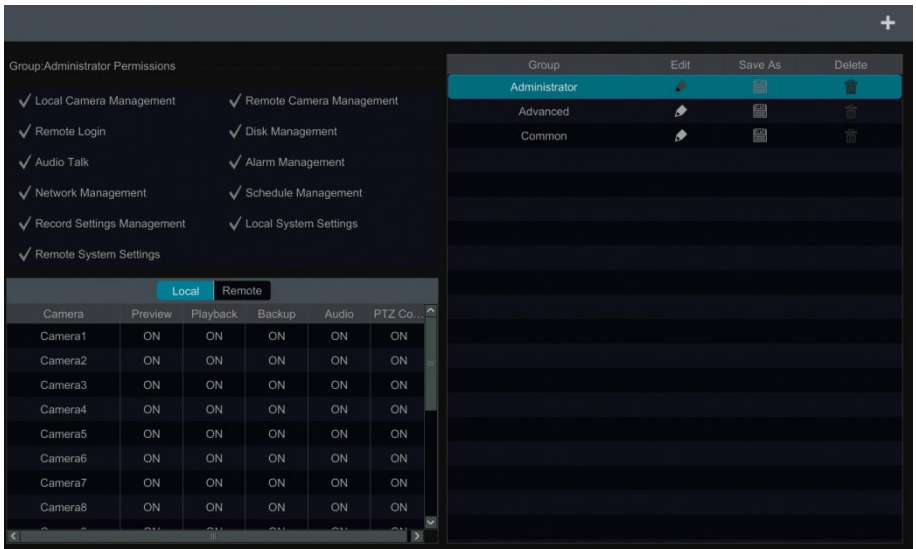 Group:Administrator Permissions
Local Camera Management Remote Camera Management
Remote Login Disk Management
Audio Talk Alarm Management
Network Management Schedule Management
Record Settings Management Local System Settings
Remote System Settings
Local Remote
Camera Preview Playback Backup Audio PTZ Co...
Camera1 ON ON ON ON ON
Camera2 ON ON ON ON ON
Camera3 ON ON ON ON ON
Camera4 ON ON ON ON ON
Camera5 ON ON ON ON ON
Camera6 ON ON ON ON ON
Camera7 ON ON ON ON ON
Camera8 ON ON ON ON ON
Group Edit Save As Delete
Administrator
Advanced
Common